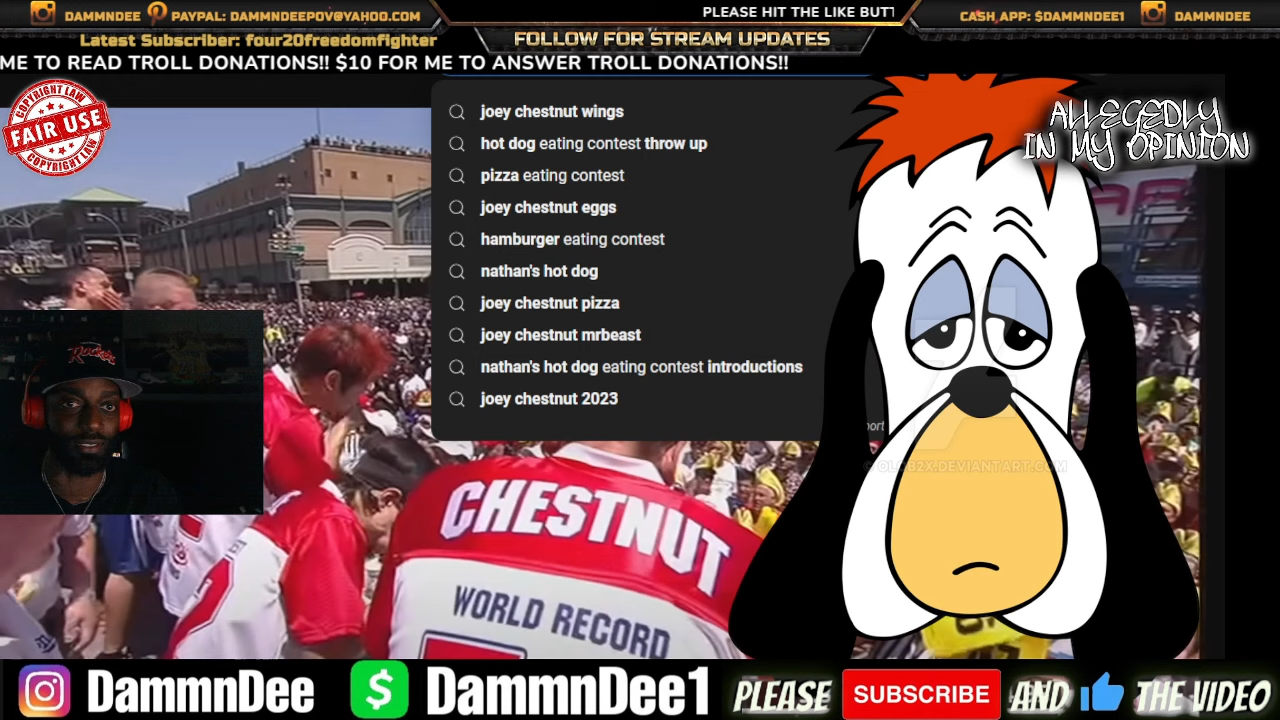 DAMMNDEE
PAYPAL: DAMMNDEEPOV@YAHOO.COM
PLEASE HIT THE LIKE BUT
CASH APP: $DAMMNDEE1
DAMMNDEE
Latest Subscriber: four20freedomfighter
FOLLOW FOR STREAM UPDATES
ME TO READ TROLL DONATIONS!! $10 FOR ME TO ANSWER TROLL DONATIONS!!
COPYRIGHT LAW
FAIR USE
COPYRIGHT LAW
ALLEGEDLY
IN MY OPINION
joey chestnut wings
hot dog eating contest throw up
pizza eating contest
joey chestnut eggs
hamburger eating contest
nathan's hot dog
joey chestnut pizza
joey chestnut mrbeast
nathan's hot dog eating contest introductions
joey chestnut 2023
Rockets
CHESTNUT
WORLD RECORD
DammnDee
$
DammnDee1
PLEASE
SUBSCRIBE
AND
THE VIDEO